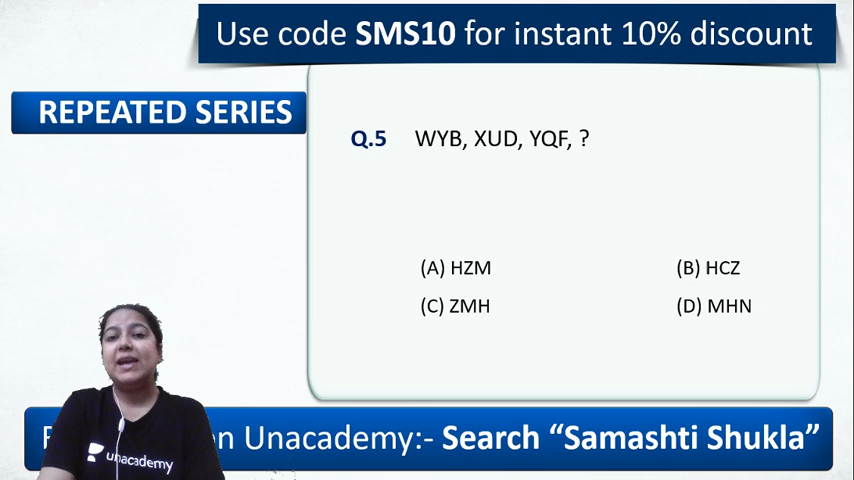 Use code SMS10 for instant 10% discount
REPEATED SERIES
Q.5 WYB, XUD, YQF, ?
(A) HZM (B) HCZ
(C) ZMH (D) MHN
unacademy
on Unacademy:- Search “Samashti Shukla”